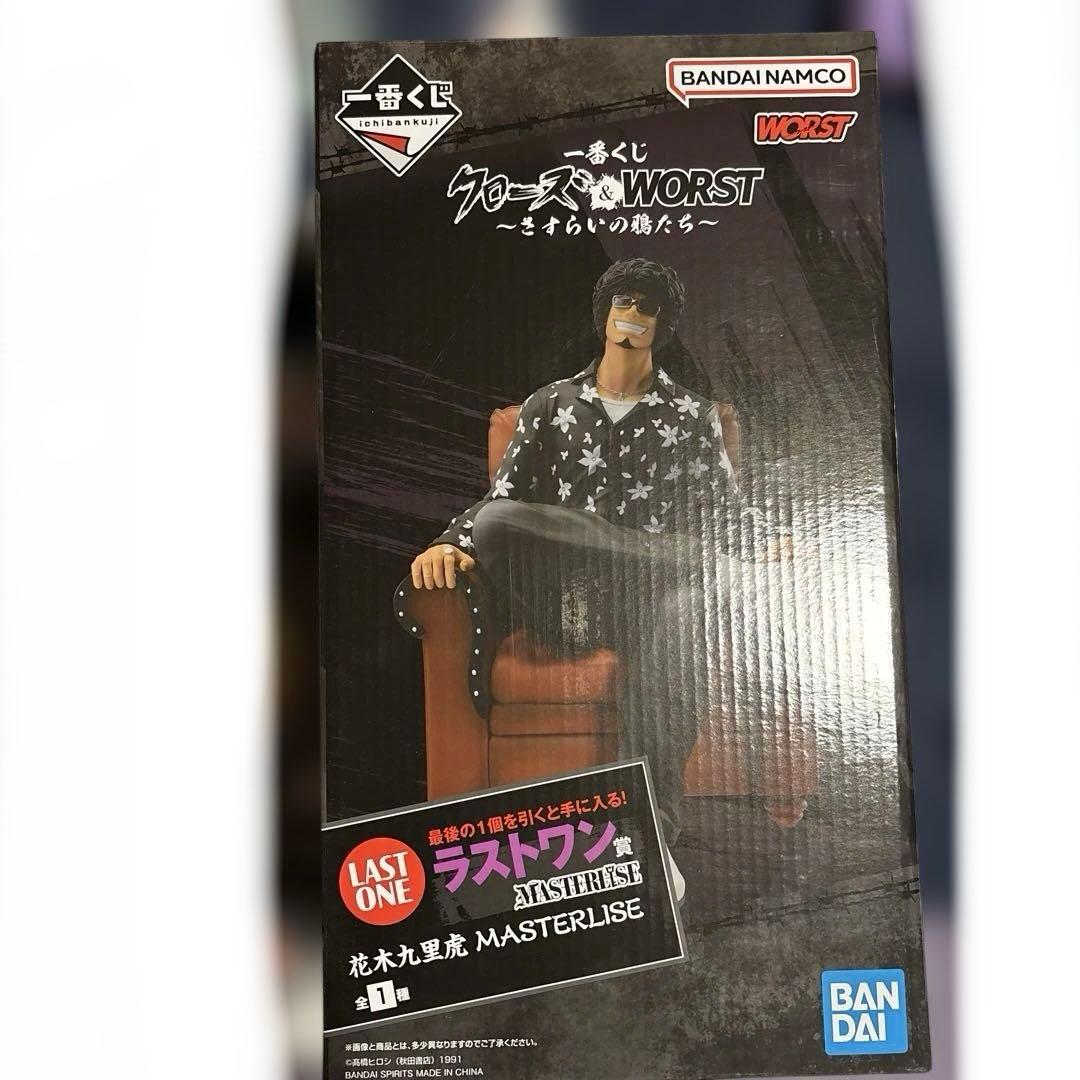 一番くじ
ichibankuji
BANDAI NAMCO
WORST
一番くじ
クローズ&WORST
〜さすらいの鴉たち〜
最後の1個を引くと手に入る!
LAST ONE
ラストワン賞
MASTERLISE
花木九里虎 MASTERLISE
全1種
※画像と商品とは、多少異なりますのでご了承ください。
©髙橋ヒロシ(秋田書店)1991
BANDAI SPIRITS MADE IN CHINA
BAN
DAI